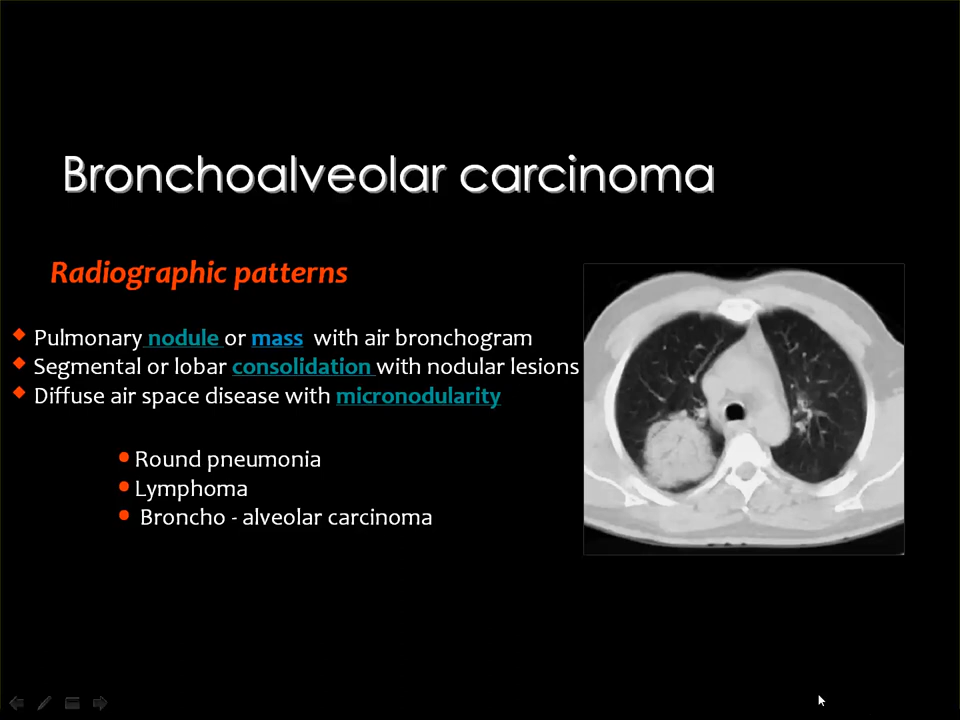 Bronchoalveolar carcinoma
Radiographic patterns
Pulmonary nodule or mass with air bronchogram
Segmental or lobar consolidation with nodular lesions
Diffuse air space disease with micronodularity
Round pneumonia
Lymphoma
Broncho - alveolar carcinoma